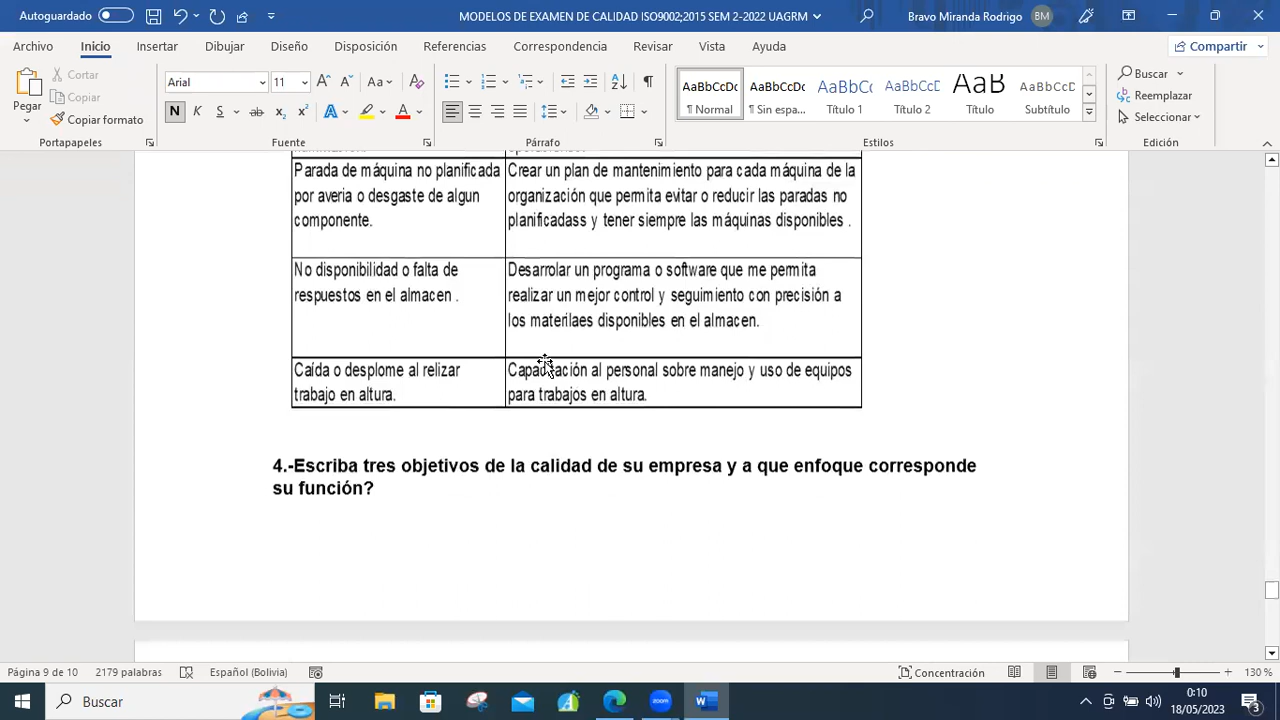 Autoguardado
MODELOS DE EXAMEN DE CALIDAD ISO9002;2015 SEM 2-2022 UAGRM
Bravo Miranda Rodrigo
BM
Archivo Inicio Insertar Dibujar Diseño Disposición Referencias Correspondencia Revisar Vista Ayuda
Compartir
Pegar
Cortar
Copiar
Copiar formato
Portapapeles
Arial 11
N K S
Fuente
Párrafo
AaBbCcDc AaBbCcDc AaBbCc AaBbCcD AaB AaBbCcD
¶ Normal ¶ Sin espa... Título 1 Título 2 Título Subtítulo
Estilos
Buscar
Reemplazar
Seleccionar
Edición
Parada de máquina no planificada
por averia o desgaste de algun
componente.
Crear un plan de mantenimiento para cada máquina de la
organización que permita evitar o reducir las paradas no
planificadass y tener siempre las máquinas disponibles .
No disponibilidad o falta de
respuestos en el almacen .
Desarrolar un programa o software que me permita
realizar un mejor control y seguimiento con precisión a
los materilaes disponibles en el almacen.
Caída o desplome al relizar
trabajo en altura.
Capacitación al personal sobre manejo y uso de equipos
para trabajos en altura.
4.-Escriba tres objetivos de la calidad de su empresa y a que enfoque corresponde
su función?
Página 9 de 10 2179 palabras Español (Bolivia) Concentración 130 %
Buscar
0:10
18/05/2023
3